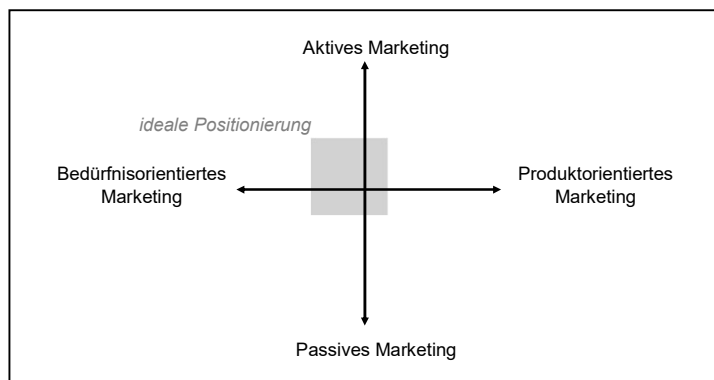 Aktives Marketing
ideale Positionierung
Bedürfnisorientiertes
Marketing
Produktorientiertes
Marketing
Passives Marketing